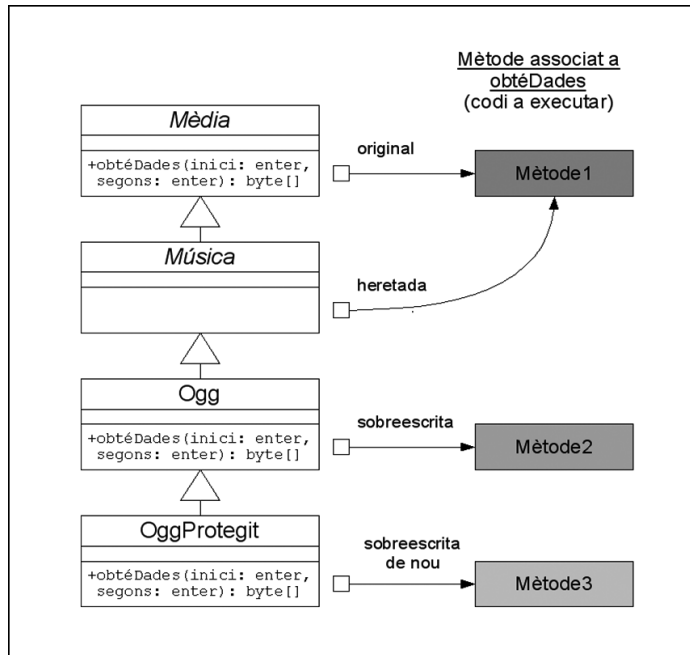 Mètode associat a
obtéDades
(codi a executar)
Mèdia
+obtéDades(inici: enter,
segons: enter): byte[]
original
Mètode1
Música
heretada
Ogg
+obtéDades(inici: enter,
segons: enter): byte[]
sobreescrita
Mètode2
OggProtegit
+obtéDades(inici: enter,
segons: enter): byte[]
sobreescrita
de nou
Mètode3